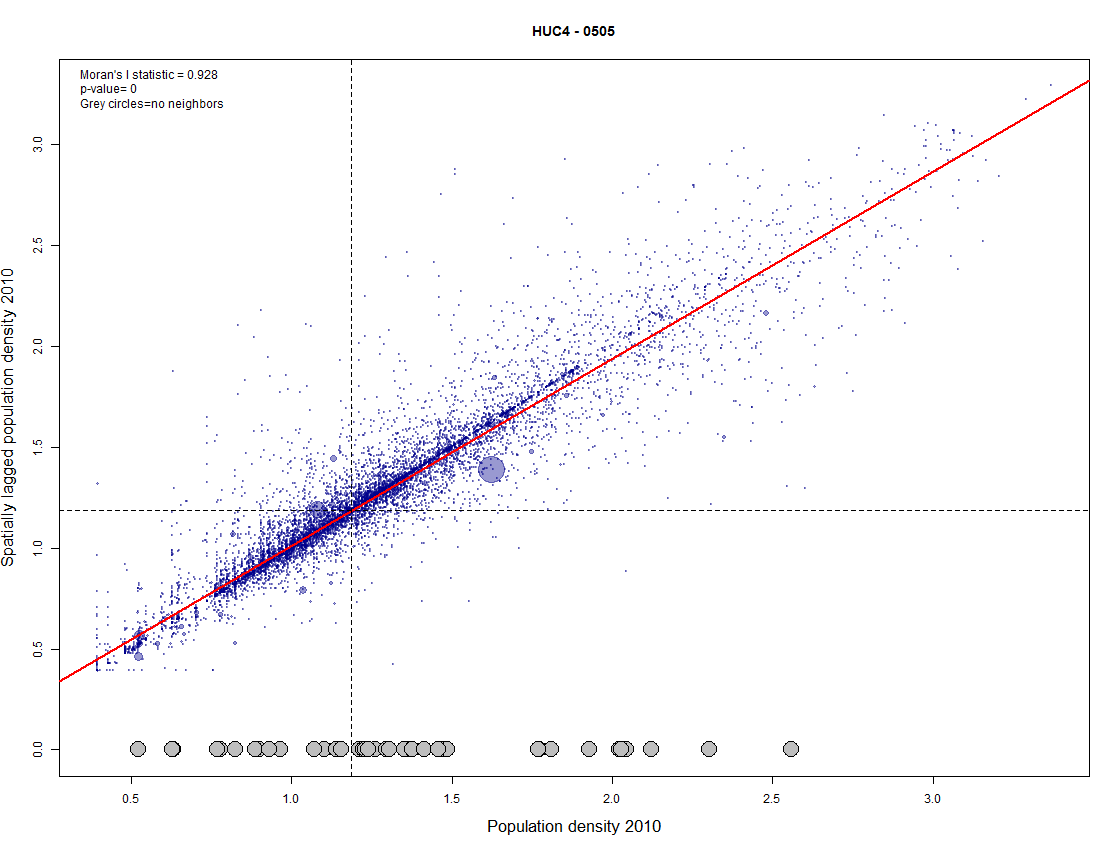 HUC4 - 0505
Moran's I statistic = 0.928
p-value= 0
Grey circles=no neighbors
Spatially lagged population density 2010
3.0
2.5
2.0
1.5
1.0
0.5
0.0
0.5 1.0 1.5 2.0 2.5 3.0
Population density 2010